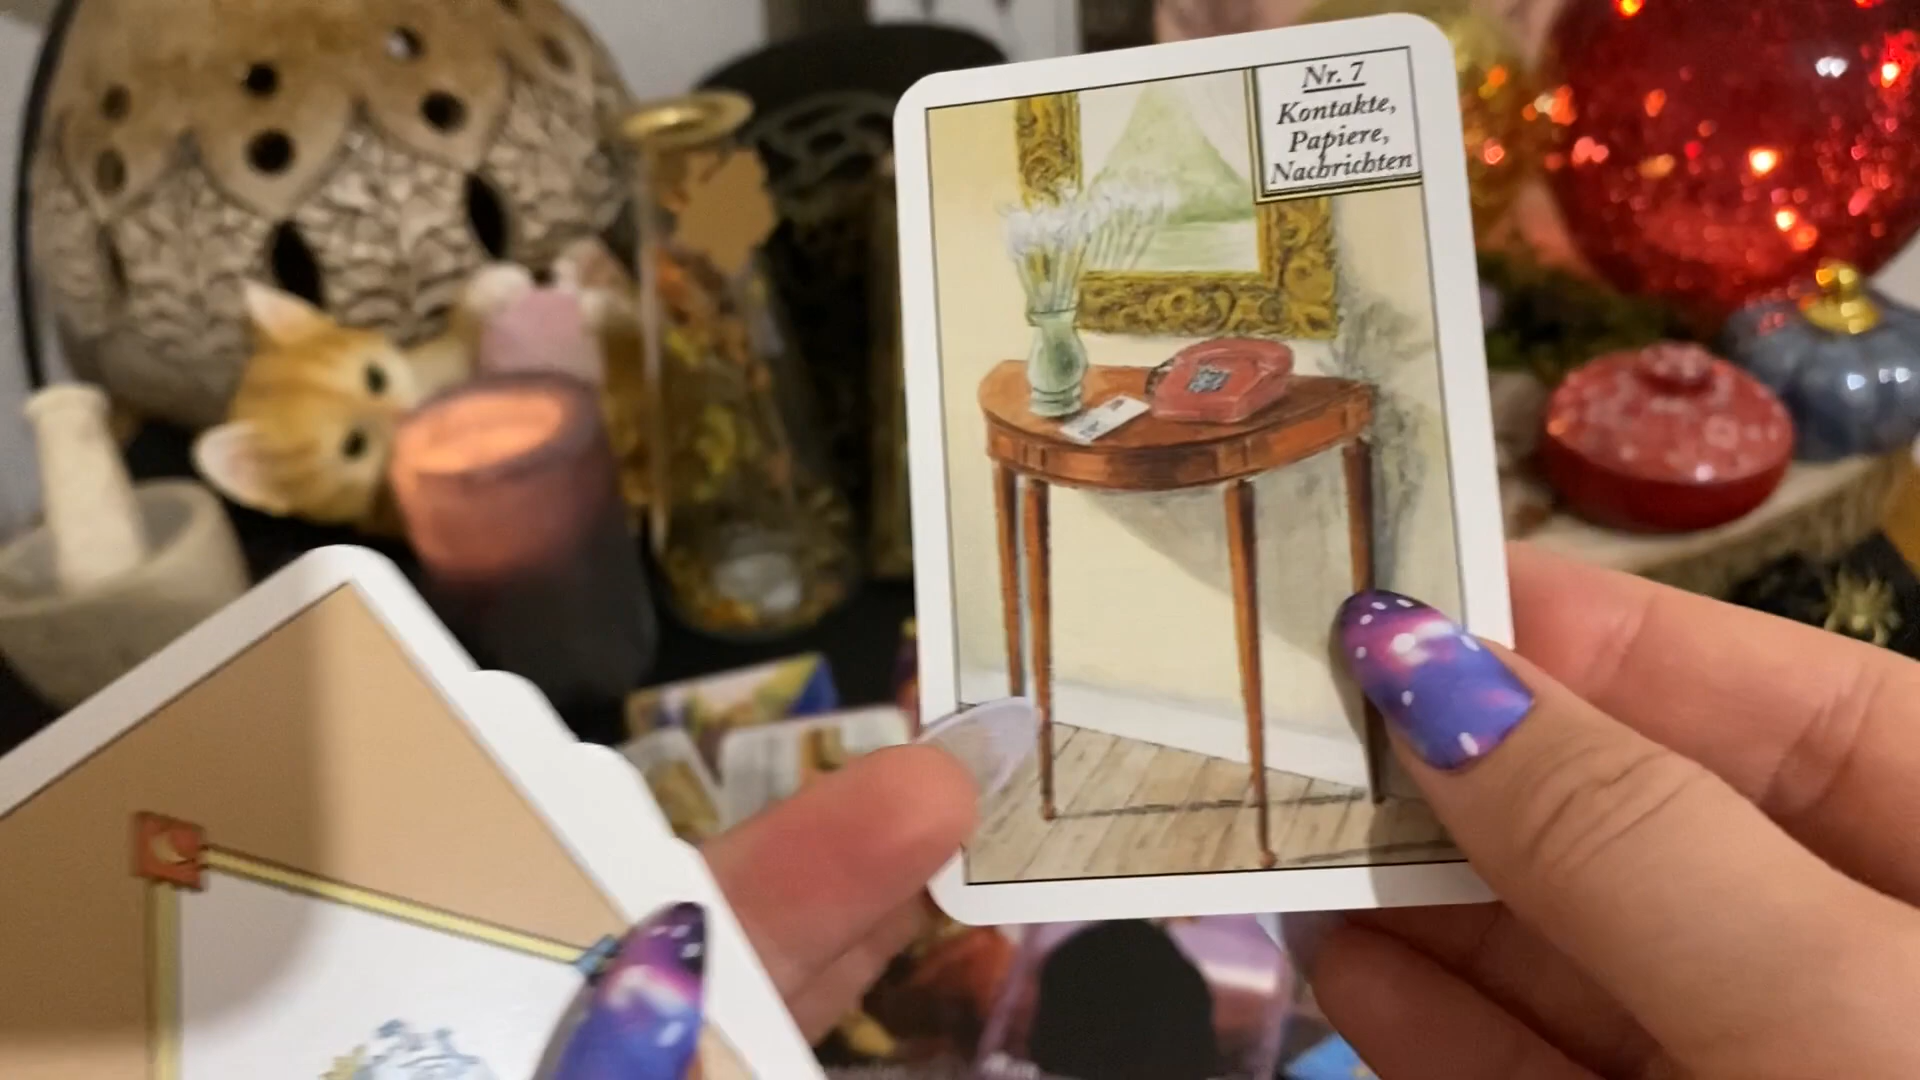 Nr. 7
Kontakte,
Papiere,
Nachrichten